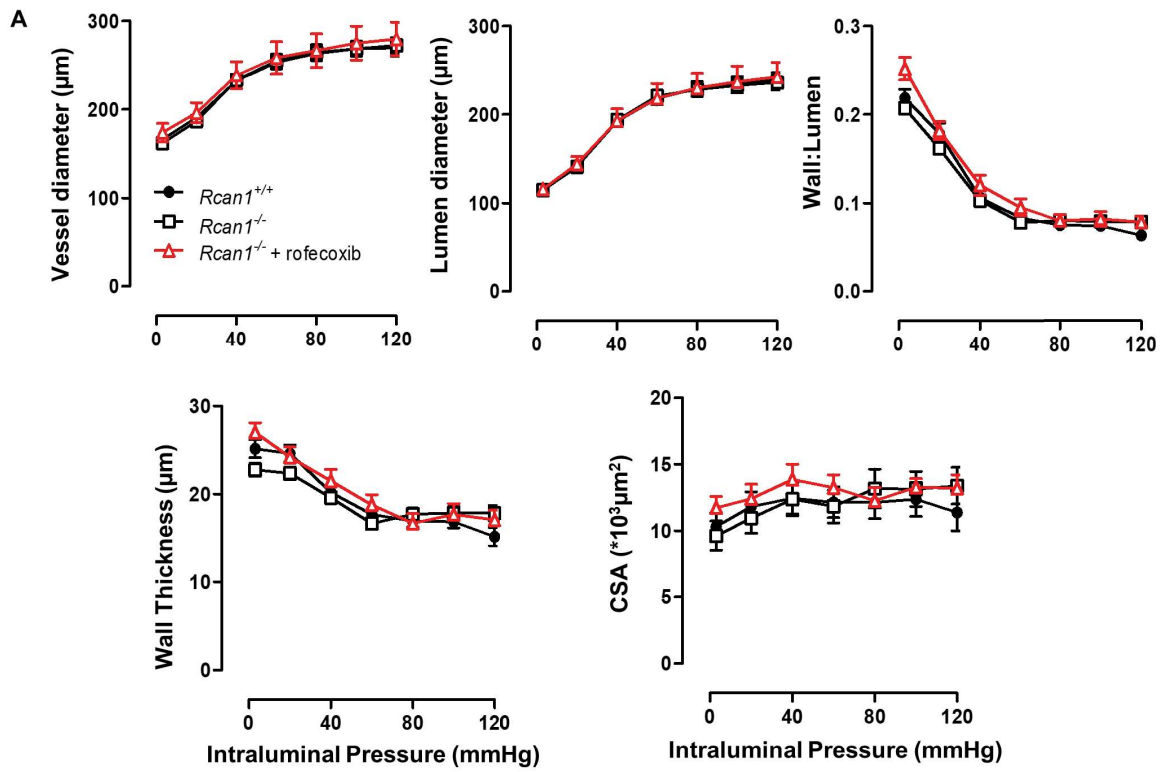 A
Vessel diameter (µm)
300
200
100
0
Rcan1+/+
Rcan1-/-
Rcan1-/- + rofecoxib
0 40 80 120
Lumen diameter (µm)
300
200
100
0
0 40 80 120
Wall:Lumen
0.3
0.2
0.1
0.0
0 40 80 120
Wall Thickness (µm)
30
20
10
0
0 40 80 120
Intraluminal Pressure (mmHg)
CSA (*10³µm²)
20
15
10
5
0
0 40 80 120
Intraluminal Pressure (mmHg)